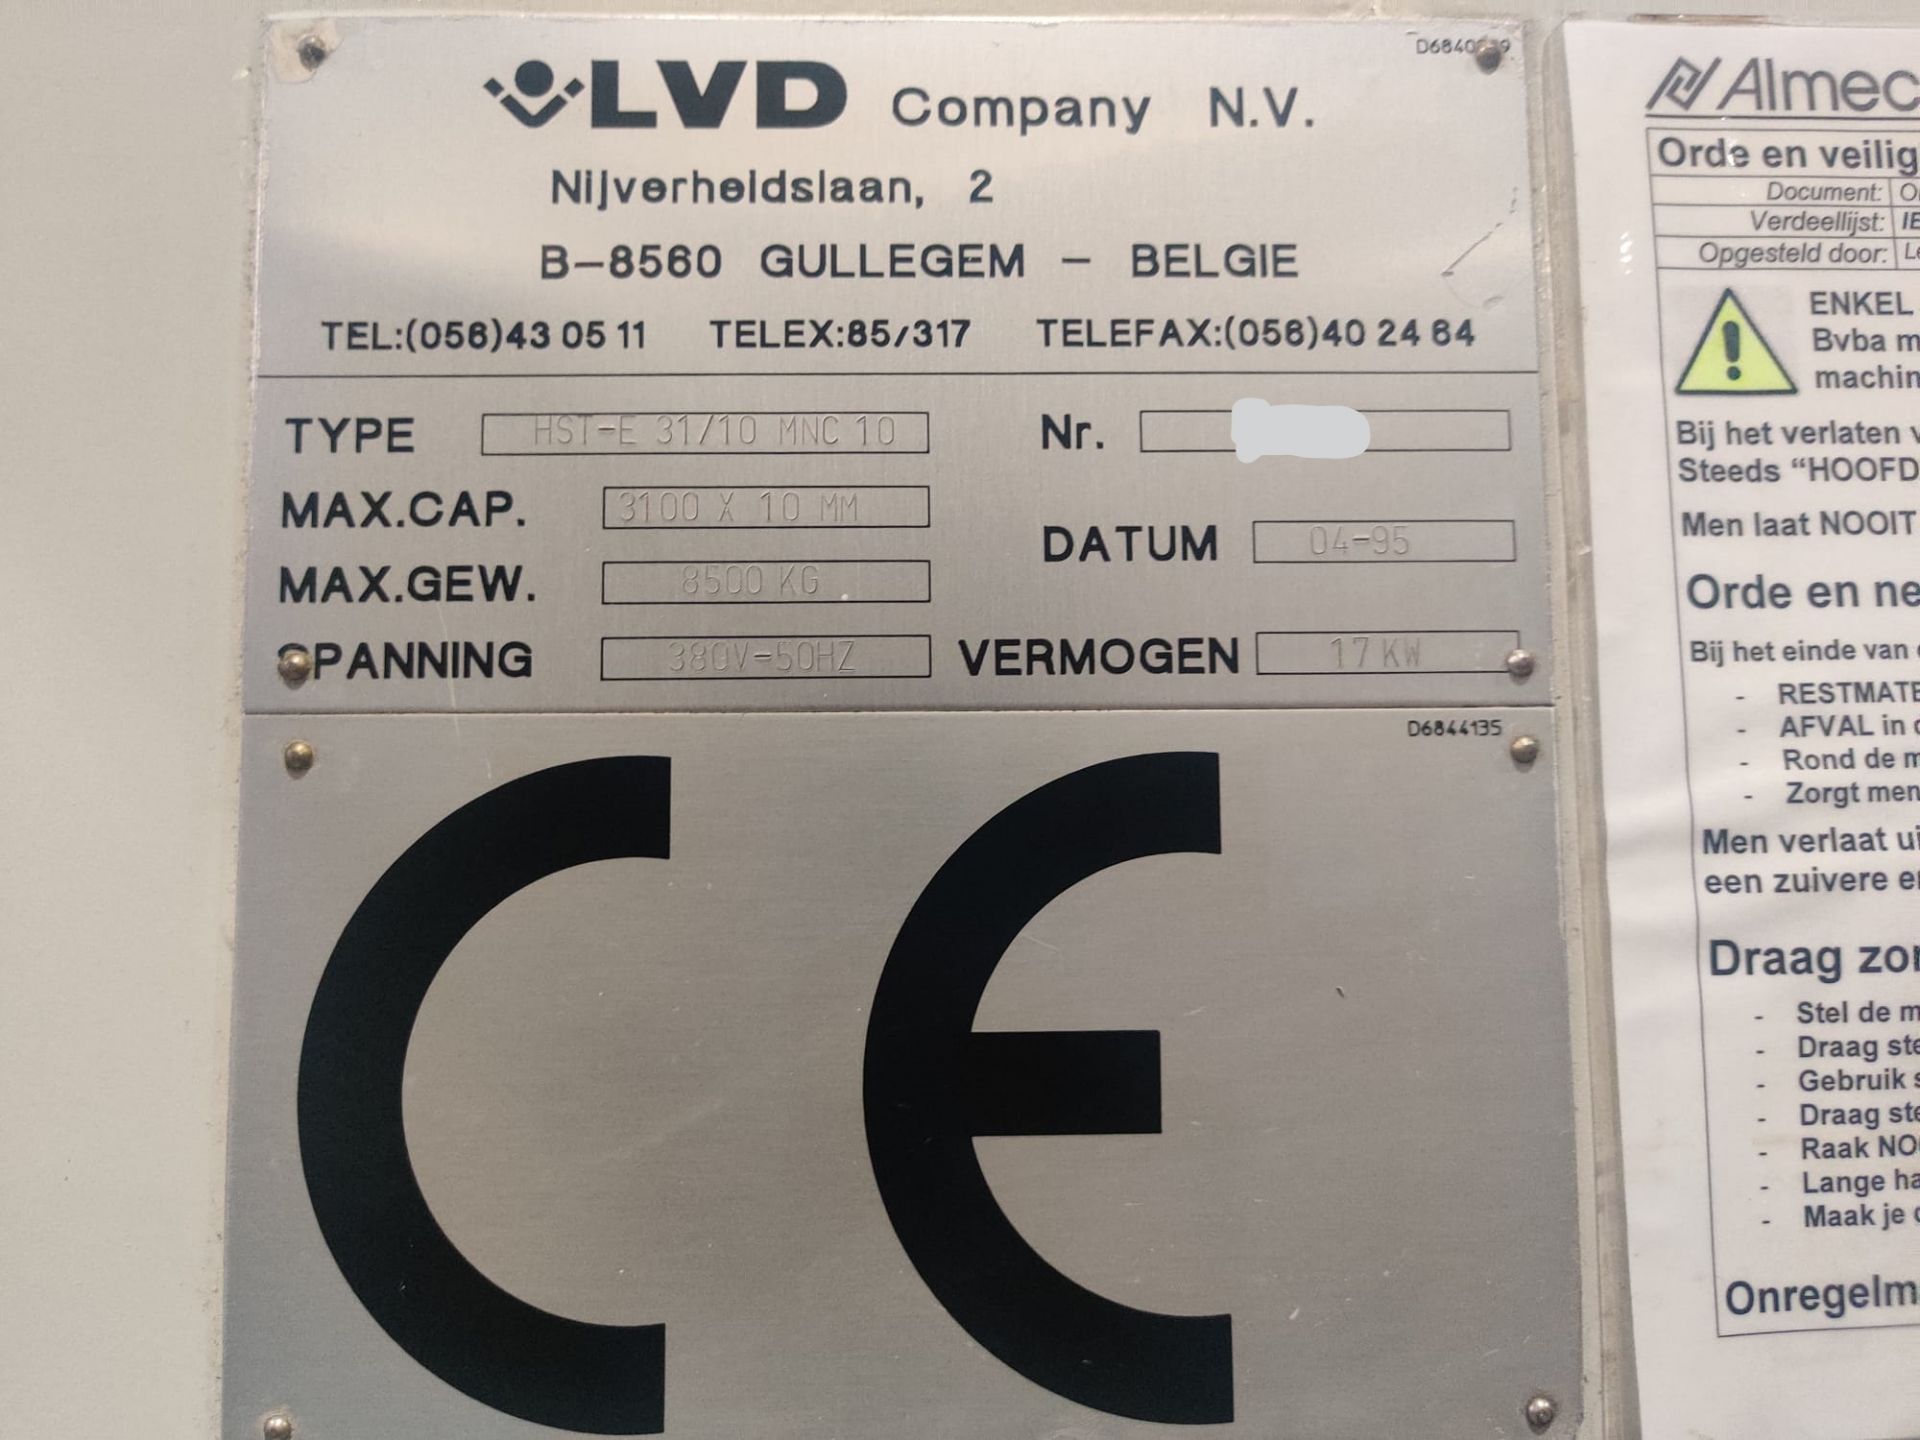 LVD Company N.V.
Nijverheidslaan, 2
B-8560 GULLEGEM - BELGIE
TEL:(056)43 05 11 TELEX:85/317 TELEFAX:(056)40 24 64
TYPE HST-E 31/10 MNC 10
Nr.
MAX.CAP. 3100 X 10 MM
DATUM 04-95
MAX.GEW. 8500 KG
SPANNING 380V-50HZ
VERMOGEN 17 KW
D6844135
CE
Almec
Orde en veilig
Document:
Verdeellijst: IE
Opgesteld door: Le
ENKEL
Bvba m
machin
Bij het verlaten v
Steeds “HOOFD
Men laat NOOIT
Orde en ne
Bij het einde van
- RESTMATE
- AFVAL in
- Rond de m
- Zorgt men
Men verlaat ui
een zuivere e
Draag zo
- Stel de m
- Draag ste
- Gebruik s
- Draag ste
- Raak NO
- Lange ha
- Maak je
Onregelm